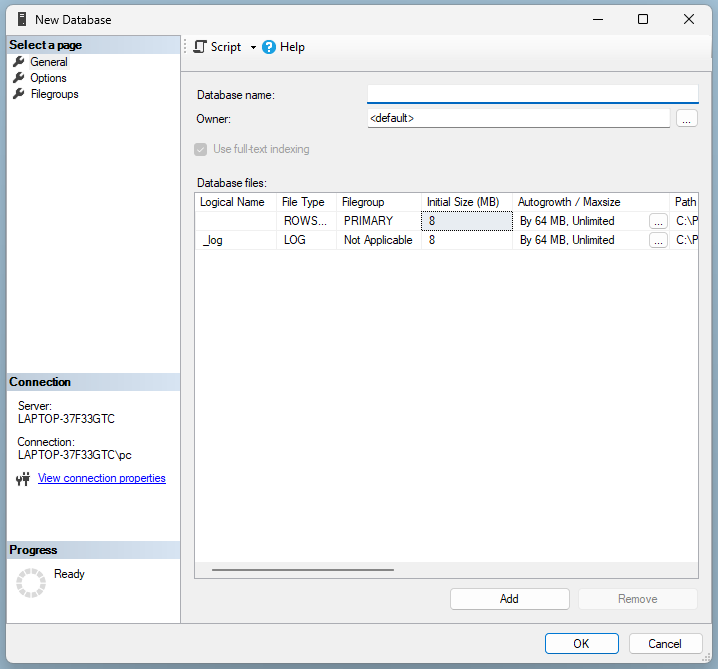 New Database
Select a page
General
Options
Filegroups
Script
Help
Database name:
Owner:
<default>
...
Use full-text indexing
Database files:
Logical Name File Type Filegroup Initial Size (MB) Autogrowth / Maxsize Path
ROWS... PRIMARY 8 By 64 MB, Unlimited ... C:\P
_log LOG Not Applicable 8 By 64 MB, Unlimited ... C:\P
Connection
Server:
LAPTOP-37F33GTC
Connection:
LAPTOP-37F33GTC\pc
View connection properties
Progress
Ready
Add Remove
OK Cancel